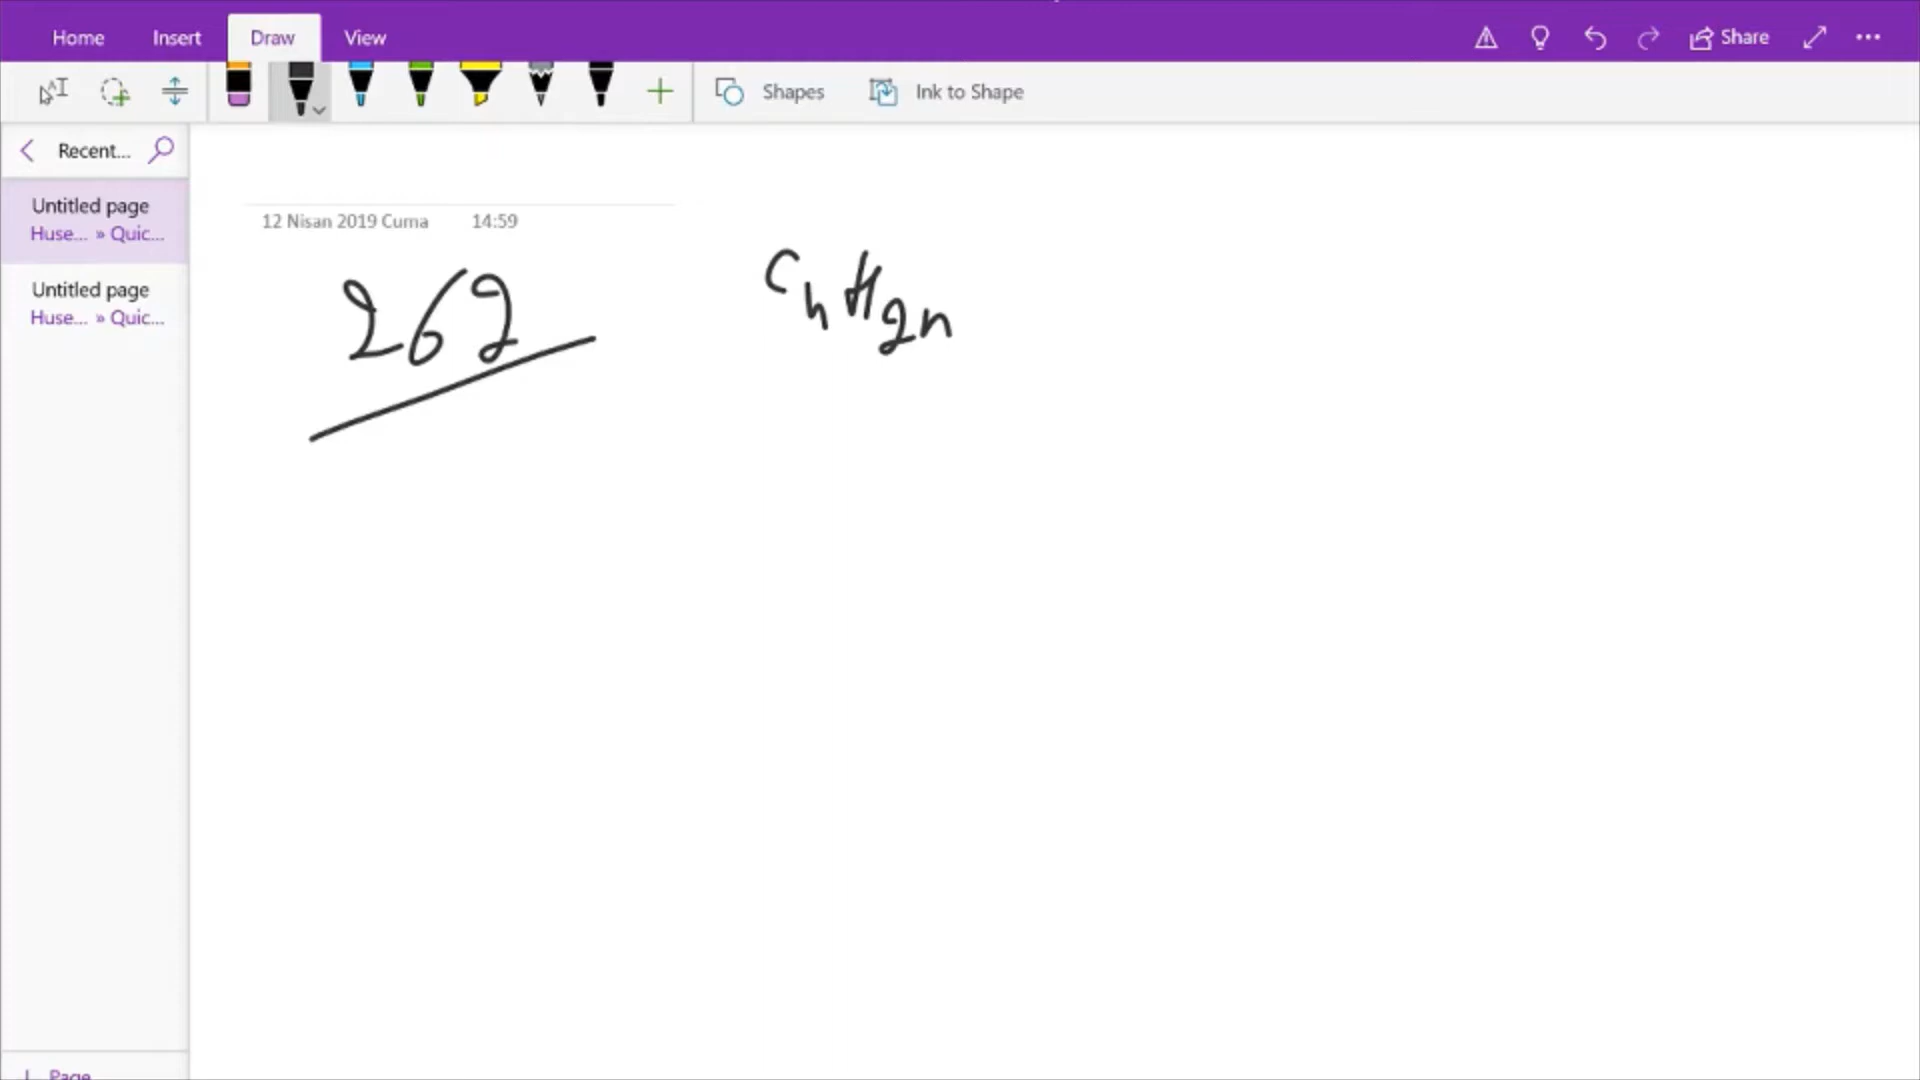 Home Insert Draw View Share
Shapes Ink to Shape
Recent...
Untitled page
Huse... » Quic...
Untitled page
Huse... » Quic...
12 Nisan 2019 Cuma 14:59
262
CnH2n
Page